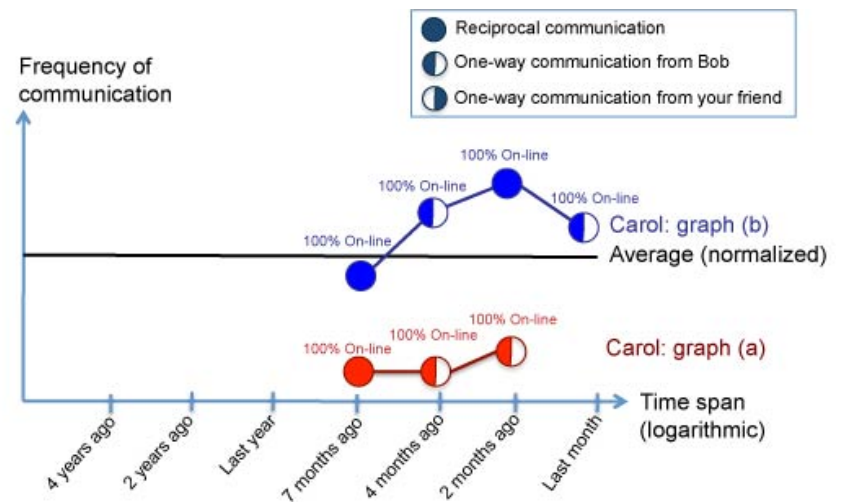 Reciprocal communication
One-way communication from Bob
One-way communication from your friend
Frequency of
communication
100% On-line
100% On-line
100% On-line
100% On-line
Carol: graph (b)
Average (normalized)
100% On-line
100% On-line
100% On-line
Carol: graph (a)
Time span
(logarithmic)
4 years ago
2 years ago
Last year
7 months ago
4 months ago
2 months ago
Last month